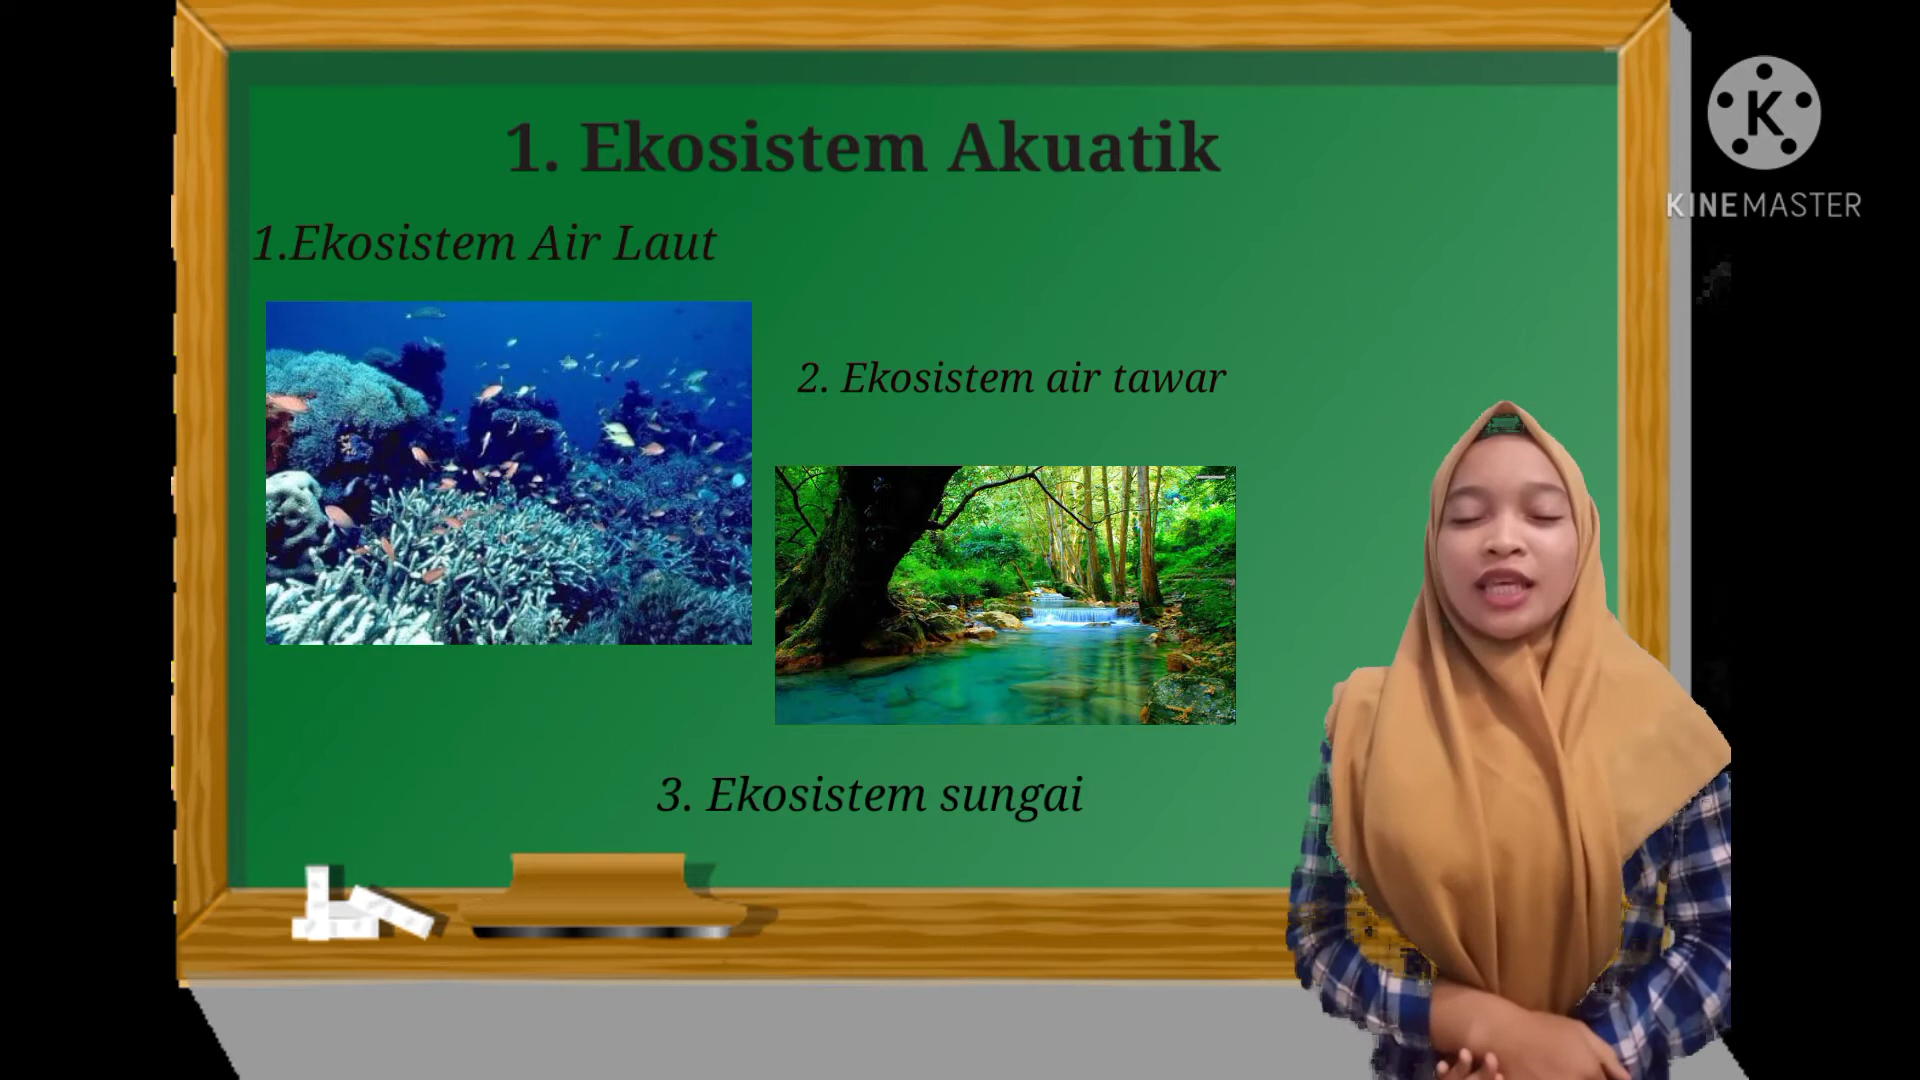 1. Ekosistem Akuatik
K
KINEMASTER
1.Ekosistem Air Laut
2. Ekosistem air tawar
3. Ekosistem sungai